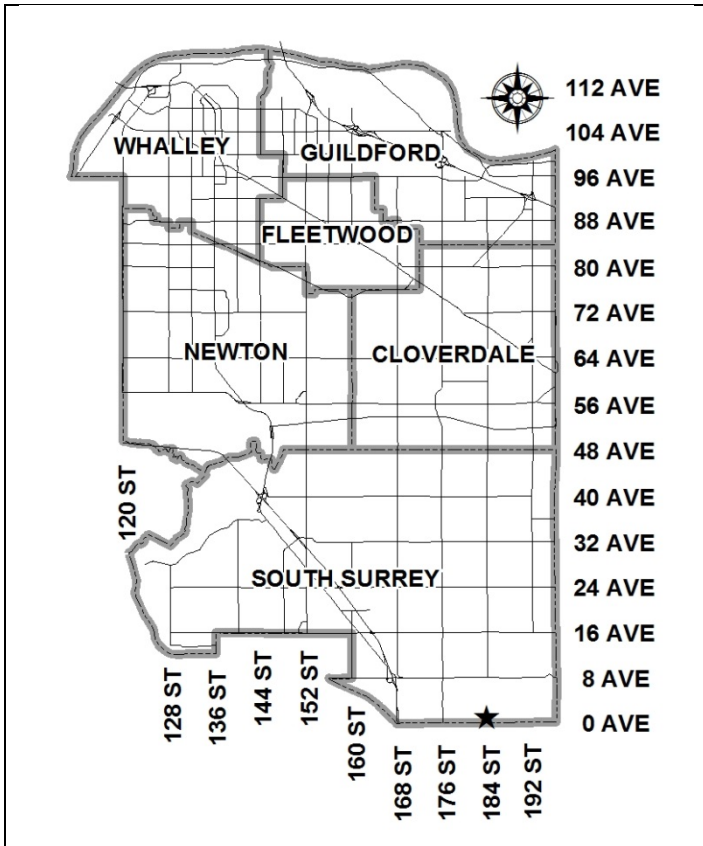 112 AVE
104 AVE
WHALLEY
GUILDFORD
96 AVE
88 AVE
FLEETWOOD
80 AVE
72 AVE
NEWTON
CLOVERDALE
64 AVE
56 AVE
48 AVE
120 ST
40 AVE
32 AVE
SOUTH SURREY
24 AVE
16 AVE
8 AVE
0 AVE
128 ST
136 ST
144 ST
152 ST
160 ST
168 ST
176 ST
184 ST
192 ST